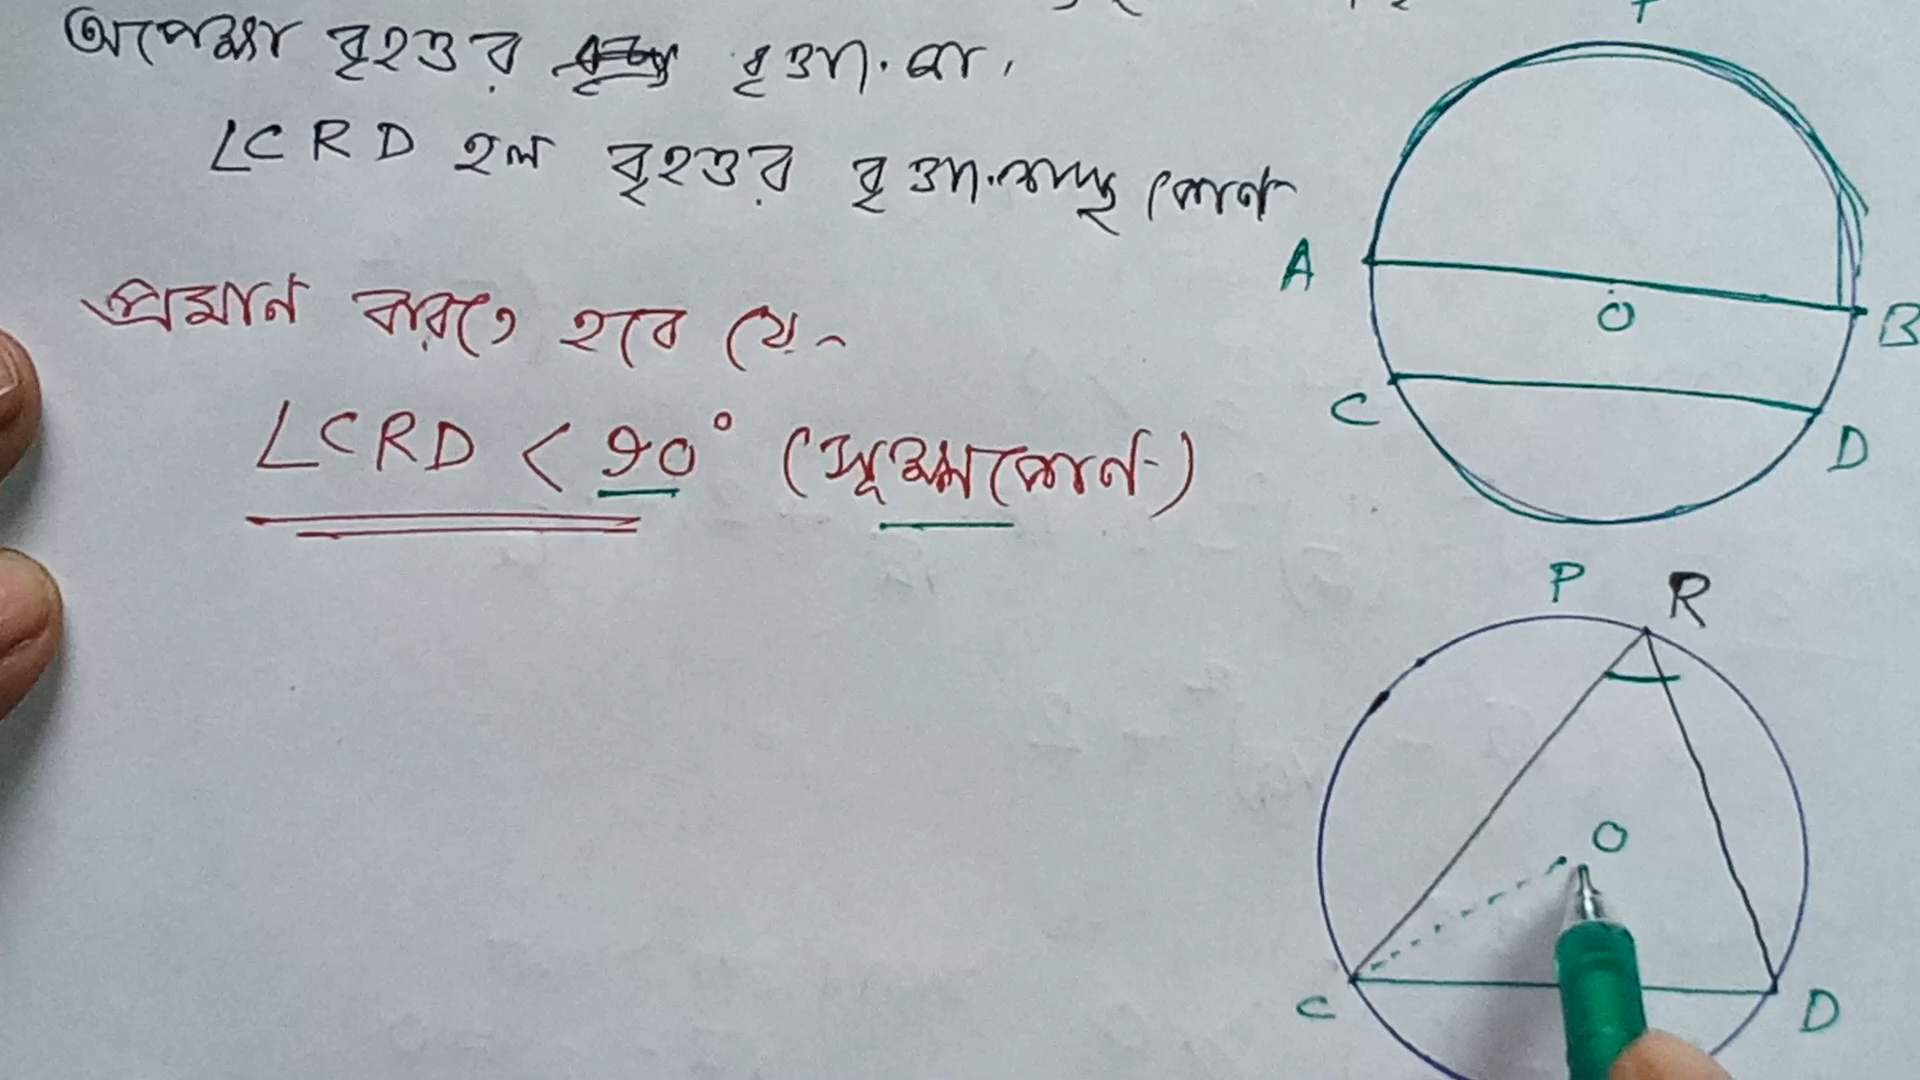 অপেক্ষা বৃহত্তর বৃত্তাংশ।
∠CRD হল বৃহত্তর বৃত্তাংশস্থ কোণ
প্রমাণ করতে হবে যে-
∠CRD < 90° (সূক্ষ্মকোণ)
A
O
B
C
D
P
R
O
C
D